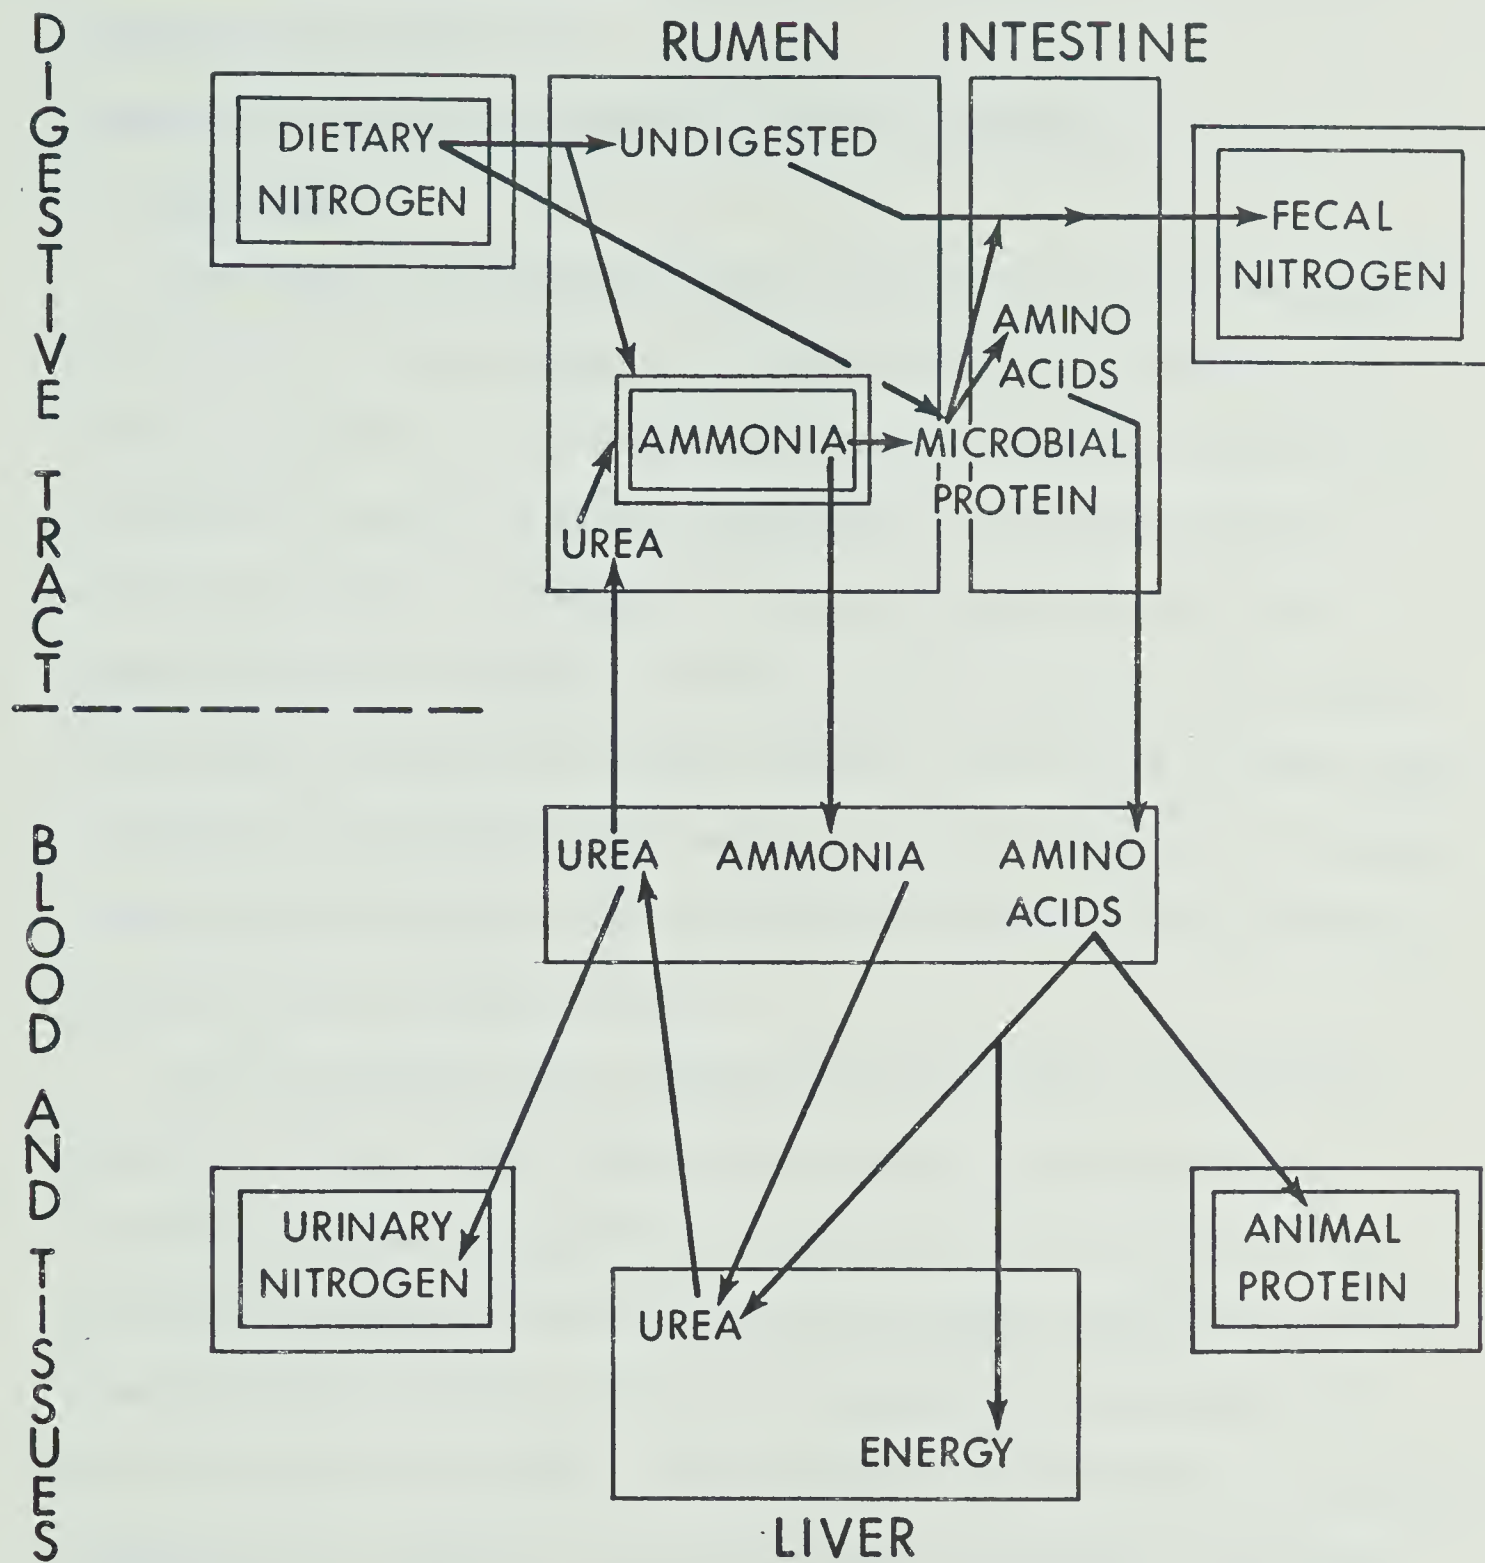 DIGESTIVE TRACT
RUMEN
INTESTINE
DIETARY
NITROGEN
UNDIGESTED
FECAL
NITROGEN
AMINO
ACIDS
AMMONIA
MICROBIAL
PROTEIN
UREA
BLOOD AND TISSUES
UREA
AMMONIA
AMINO
ACIDS
URINARY
NITROGEN
ANIMAL
PROTEIN
UREA
ENERGY
LIVER